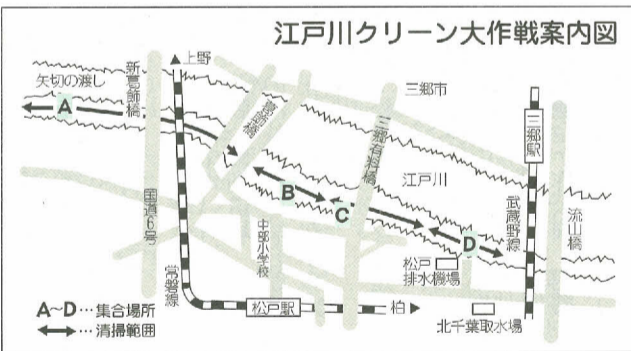 江戸川クリーン大作戦案内図
▲上野
矢切の渡し
新葛飾橋
A
葛飾橋
三郷市
三郷有料橋
三郷駅
江戸川
B
C
D
国道6号
中部小学校
武蔵野線
流山橋
松戸
排水機場
常磐線
松戸駅
柏▶
北千葉取水場
A~D…集合場所
…清掃範囲